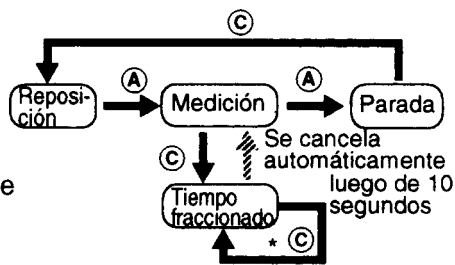 C
Reposi-
ción
A
Medición
A
Parada
C
Se cancela
automáticamente
luego de 10
segundos
e
Tiempo
fraccionado
* C